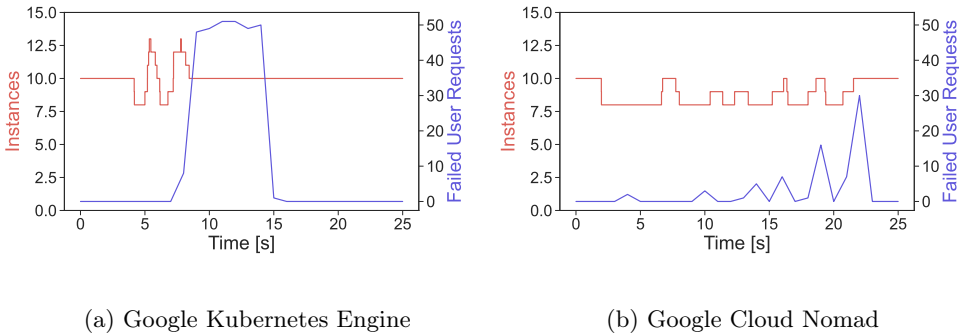 15.0
12.5
10.0
7.5
5.0
2.5
0.0
Instances
50
40
30
20
10
0
Failed User Requests
0 5 10 15 20 25
Time [s]
(a) Google Kubernetes Engine
15.0
12.5
10.0
7.5
5.0
2.5
0.0
Instances
50
40
30
20
10
0
Failed User Requests
0 5 10 15 20 25
Time [s]
(b) Google Cloud Nomad